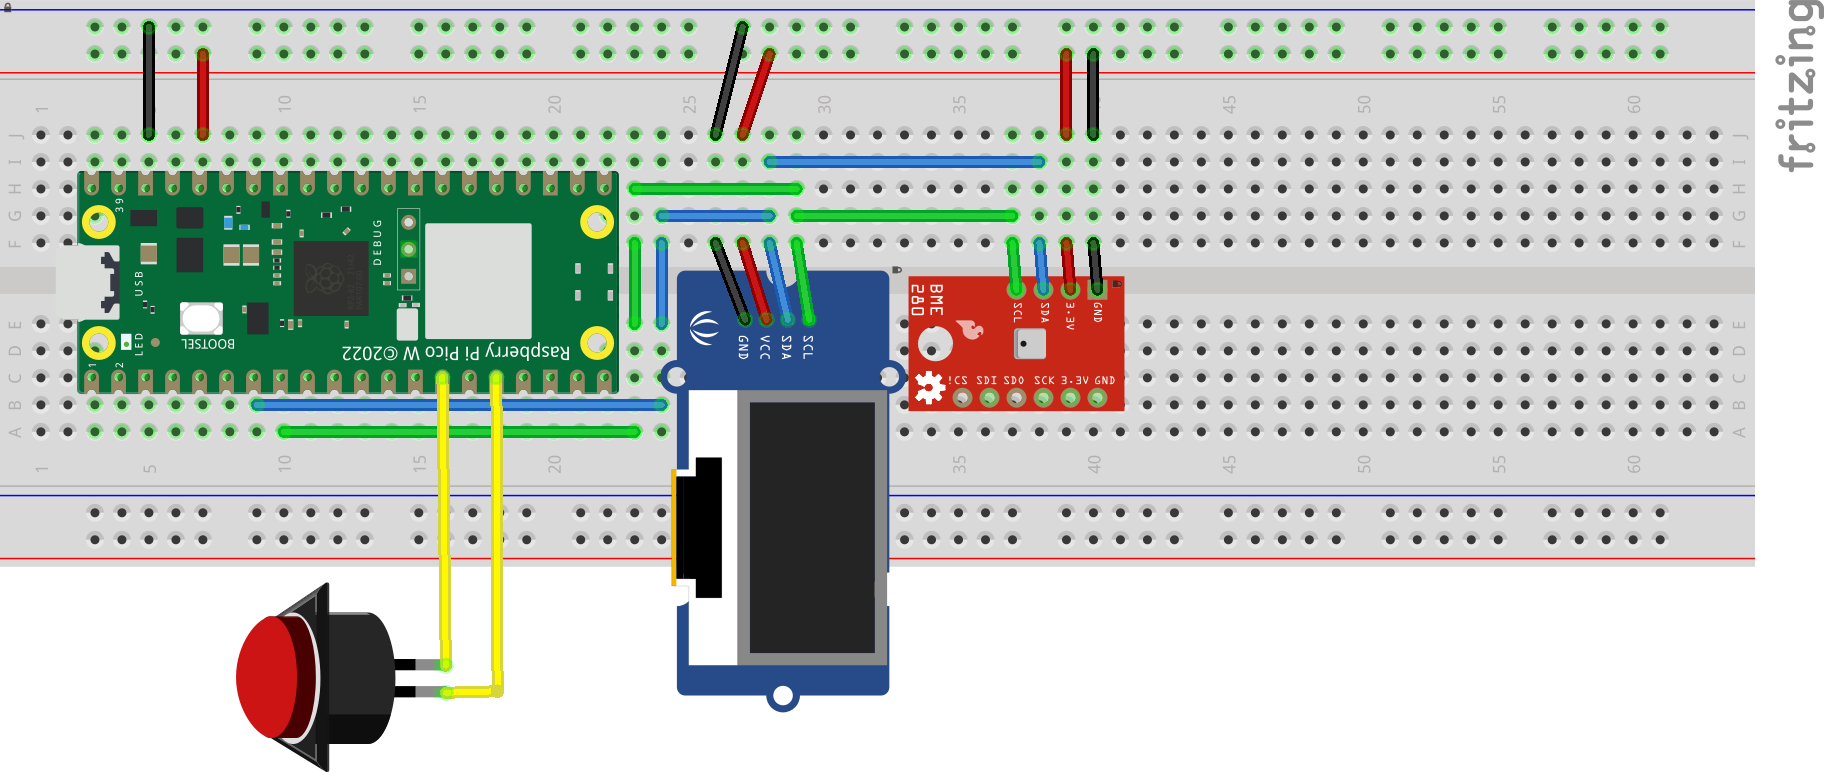 fritzing
1 10 15 20 25 30 35 45 50 55 60
J J
I I
H H
G G
F F
E E
D D
C C
B B
A A
1 5 10 15 20 35 40 45 50 55 60
39
DEBUG
USB
BOOTSEL
LED
1 2
Raspberry Pi Pico W ©2022
GND VCC SDA SCL
BME
280
SCL SDA 3.3V GND
!CS SDI SDO SCK 3.3V GND